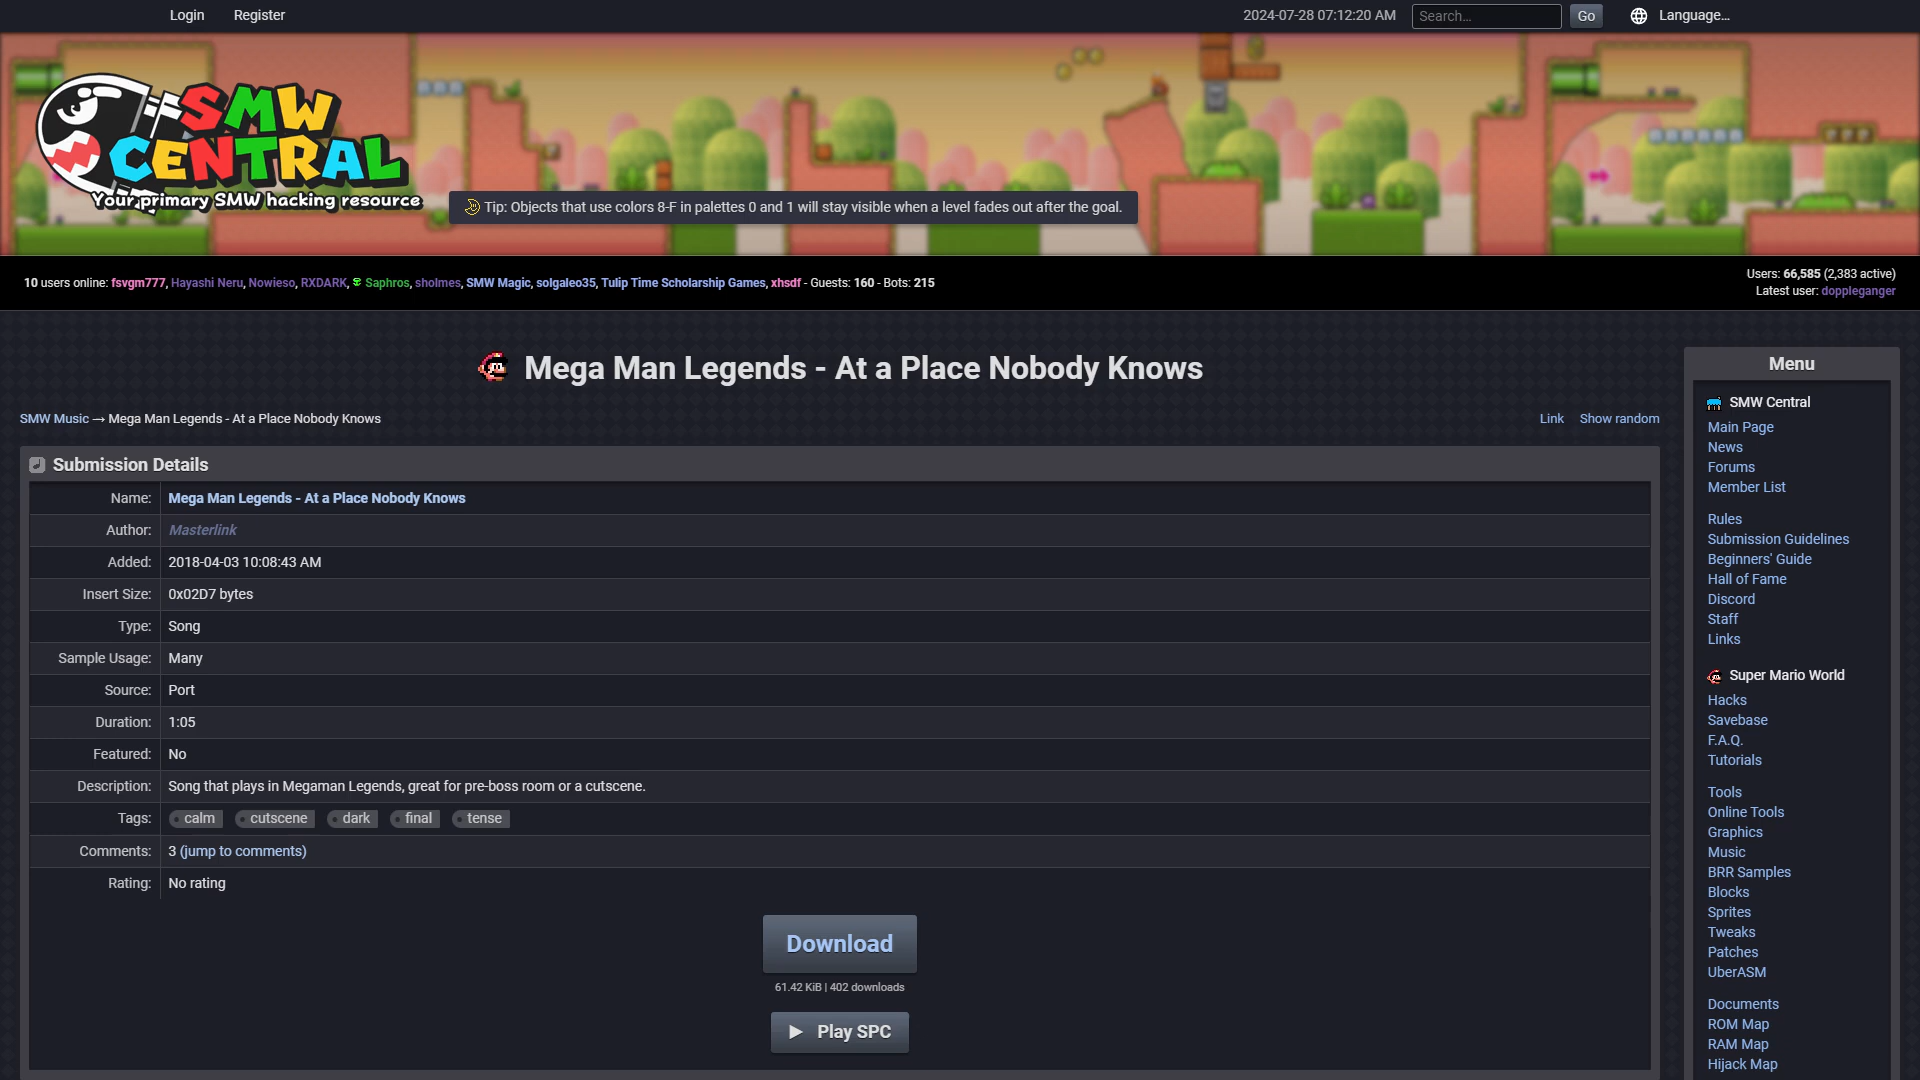 Login
Register
2024-07-28 07:12:20 AM
Search...
Go
Language...
SMW
CENTRAL
Your primary SMW hacking resource
Tip: Objects that use colors 8-F in palettes 0 and 1 will stay visible when a level fades out after the goal.
10 users online: fsvgm777, Hayashi Neru, Nowieso, RXDARK, Saphros, sholmes, SMW Magic, solgaleo35, Tulip Time Scholarship Games, xhsdf - Guests: 160 - Bots: 215
Users: 66,585 (2,383 active)
Latest user: doppleganger
Mega Man Legends - At a Place Nobody Knows
SMW Music → Mega Man Legends - At a Place Nobody Knows
Link
Show random
Submission Details
Name: Mega Man Legends - At a Place Nobody Knows
Author: Masterlink
Added: 2018-04-03 10:08:43 AM
Insert Size: 0x02D7 bytes
Type: Song
Sample Usage: Many
Source: Port
Duration: 1:05
Featured: No
Description: Song that plays in Megaman Legends, great for pre-boss room or a cutscene.
Tags: calm cutscene dark final tense
Comments: 3 (jump to comments)
Rating: No rating
Download
61.42 KiB | 402 downloads
Play SPC
Menu
SMW Central
Main Page
News
Forums
Member List
Rules
Submission Guidelines
Beginners' Guide
Hall of Fame
Discord
Staff
Links
Super Mario World
Hacks
Savebase
F.A.Q.
Tutorials
Tools
Online Tools
Graphics
Music
BRR Samples
Blocks
Sprites
Tweaks
Patches
UberASM
Documents
ROM Map
RAM Map
Hijack Map